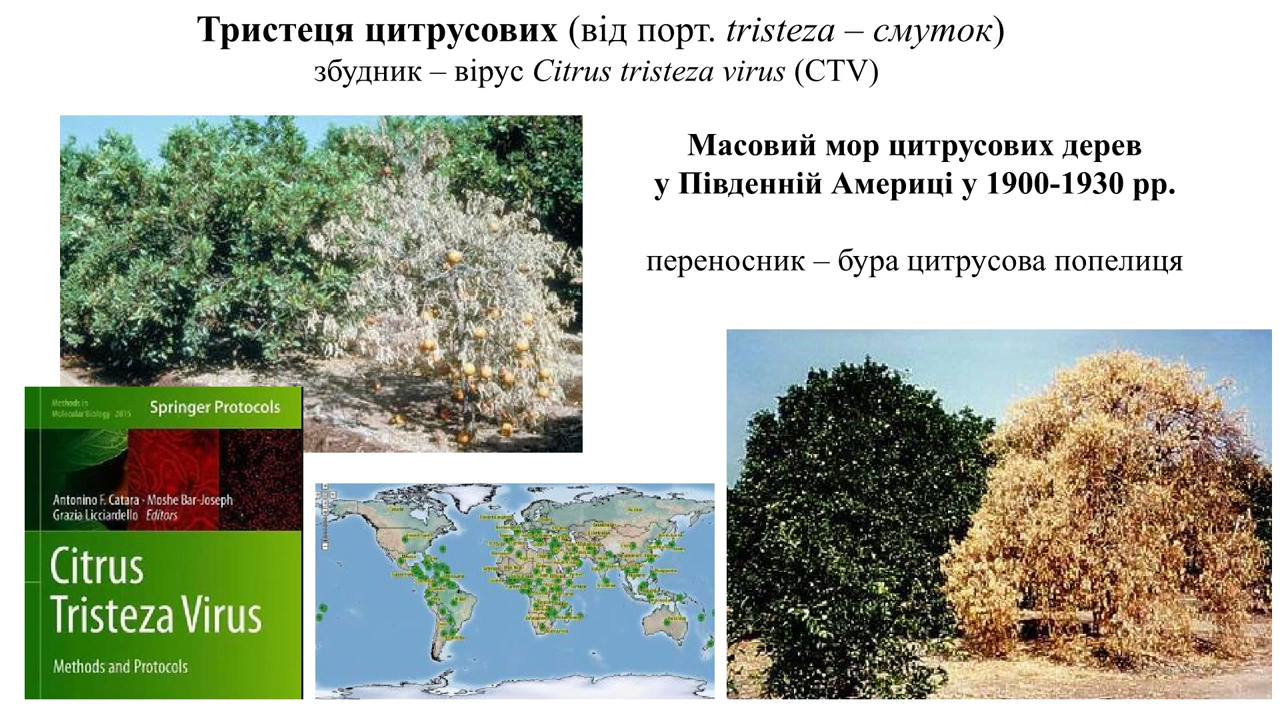 Тристеця цитрусових (від порт. tristeza – смуток)
збудник – вірус Citrus tristeza virus (CTV)
Масовий мор цитрусових дерев
у Південній Америці у 1900-1930 рр.
переносник – бура цитрусова попелиця
Methods in
Molecular Biology 2015
Springer Protocols
Antonino F. Catara · Moshe Bar-Joseph
Grazia Licciardello Editors
Citrus
Tristeza Virus
Methods and Protocols